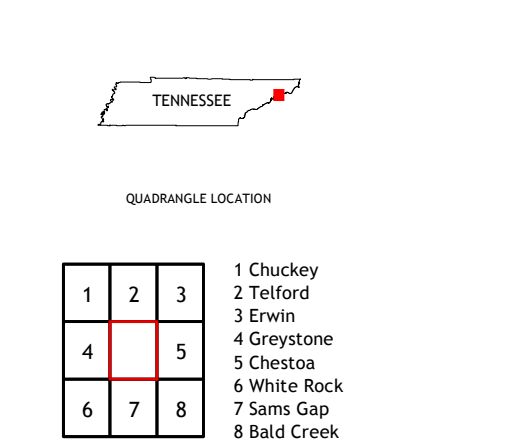 TENNESSEE
QUADRANGLE LOCATION
1 2 3
4 5
6 7 8
1 Chuckey
2 Telford
3 Erwin
4 Greystone
5 Chestoa
6 White Rock
7 Sams Gap
8 Bald Creek